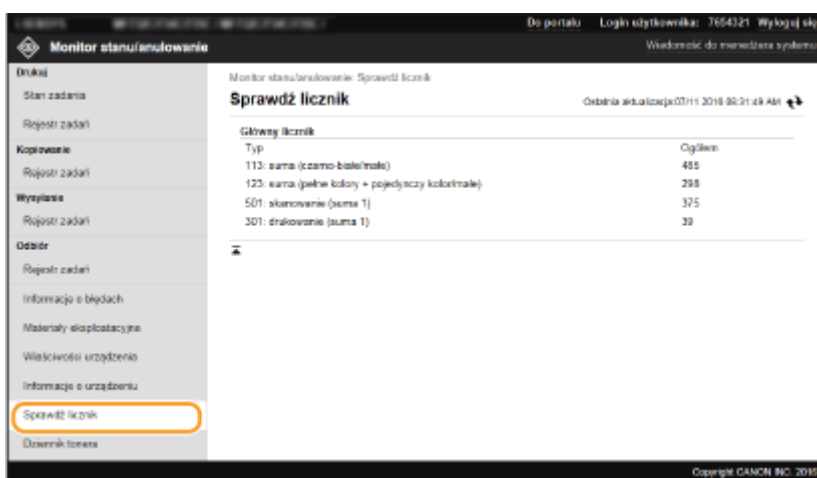 Do portalu Login użytkownika: 7654321 Wyloguj się
Monitor stanu/anulowanie
Wiadomość do menedżera systemu
Drukuj
Stan zadania
Rejestr zadań
Kopiowanie
Rejestr zadań
Wysyłanie
Rejestr zadań
Odbiór
Rejestr zadań
Informacje o błędach
Materiały eksploatacyjne
Właściwości urządzenia
Informacje o urządzeniu
Sprawdź licznik
Dziennik tonera
Monitor stanu/anulowanie: Sprawdź licznik
Sprawdź licznik
Ostatnia aktualizacja:07/11 2016 08:31:49 AM
Główny licznik
Typ Ogółem
113: suma (czarno-białe/małe) 485
123: suma (pełne kolory + pojedynczy kolor/małe) 298
501: skanowanie (suma 1) 375
301: drukowanie (suma 1) 39
Copyright CANON INC. 2016